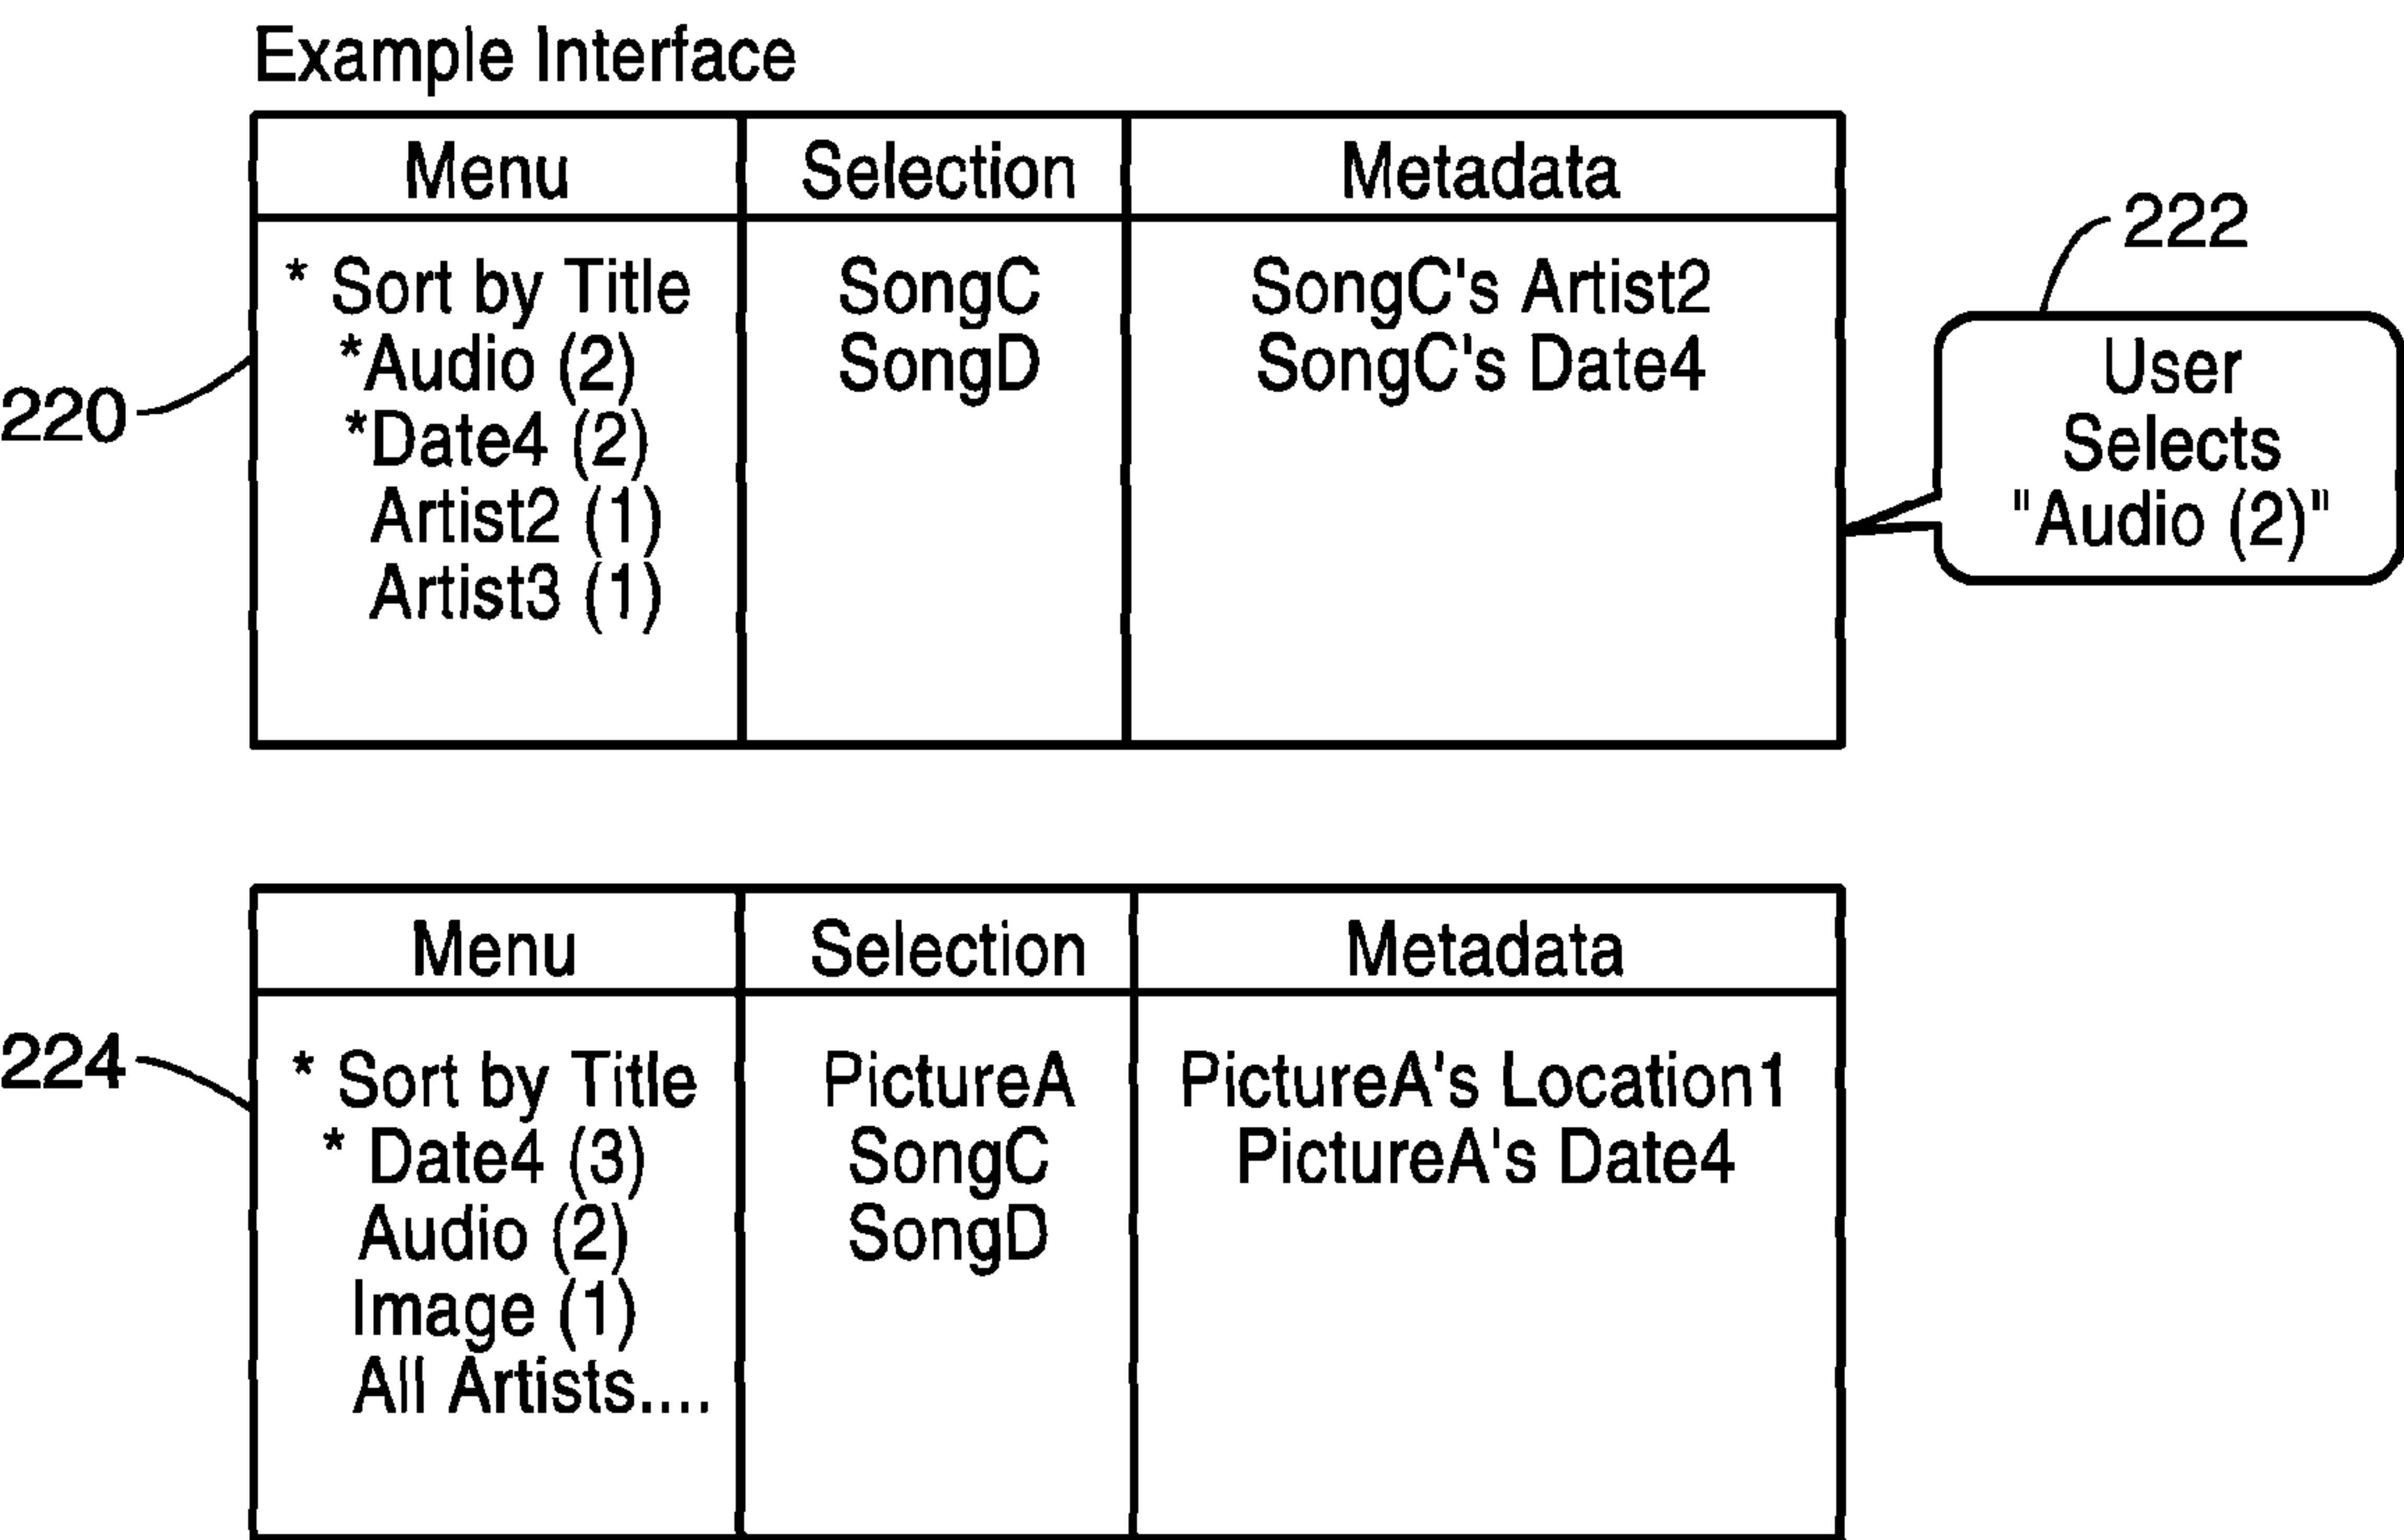 Example Interface
Menu Selection Metadata
* Sort by Title SongC SongC's Artist2
*Audio (2) SongD SongC's Date4
*Date4 (2)
Artist2 (1)
Artist3 (1)
220
222
User
Selects
"Audio (2)"
Menu Selection Metadata
* Sort by Title PictureA PictureA's Location1
* Date4 (3) SongC PictureA's Date4
Audio (2) SongD
Image (1)
All Artists....
224